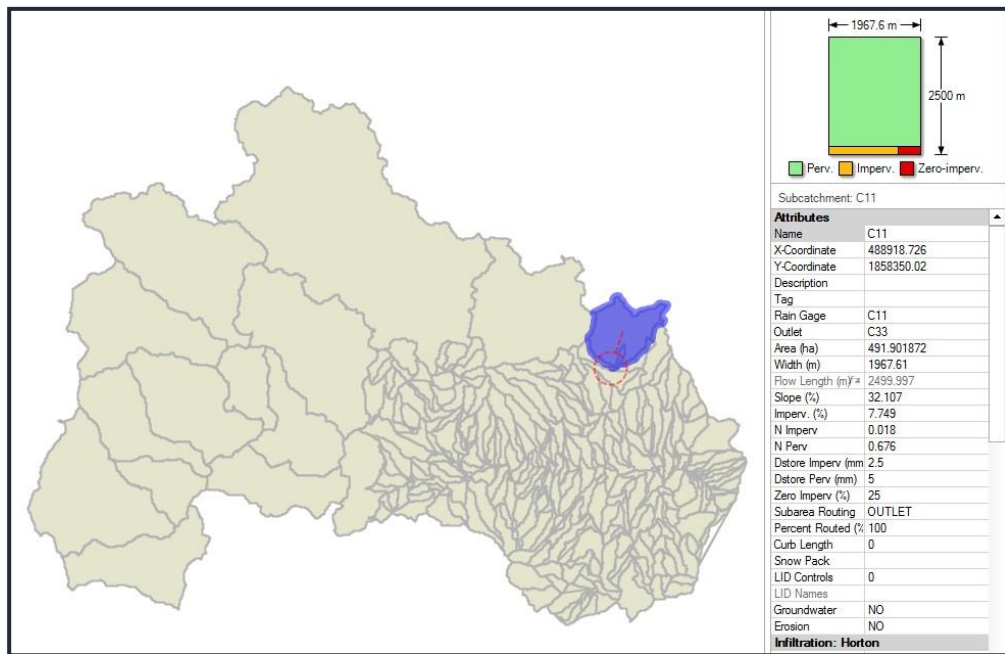 1967.6 m
2500 m
Perv. Imperv. Zero-imperv.
Subcatchment: C11
Attributes
Name C11
X-Coordinate 488918.726
Y-Coordinate 1858350.02
Description
Tag
Rain Gage C11
Outlet C33
Area (ha) 491.901872
Width (m) 1967.61
Flow Length (m) 2499.997
Slope (%) 32.107
Imperv. (%) 7.749
N Imperv 0.018
N Perv 0.676
Dstore Imperv (mm 2.5
Dstore Perv (mm) 5
Zero Imperv (%) 25
Subarea Routing OUTLET
Percent Routed (% 100
Curb Length 0
Snow Pack
LID Controls 0
LID Names
Groundwater NO
Erosion NO
Infiltration: Horton